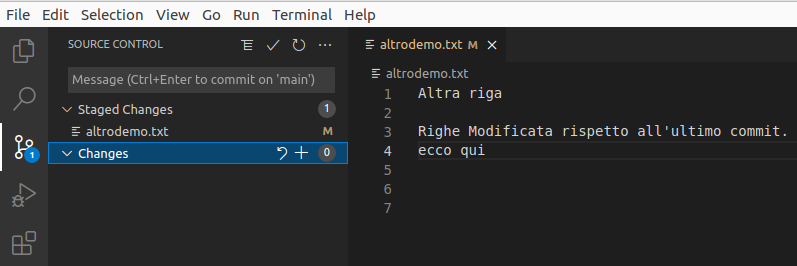 File Edit Selection View Go Run Terminal Help
SOURCE CONTROL
Message (Ctrl+Enter to commit on 'main')
Staged Changes 1
altrodemo.txt M
Changes 0
1
altrodemo.txt M
altrodemo.txt
1 Altra riga
2
3 Righe Modificata rispetto all'ultimo commit.
4 ecco qui
5
6
7